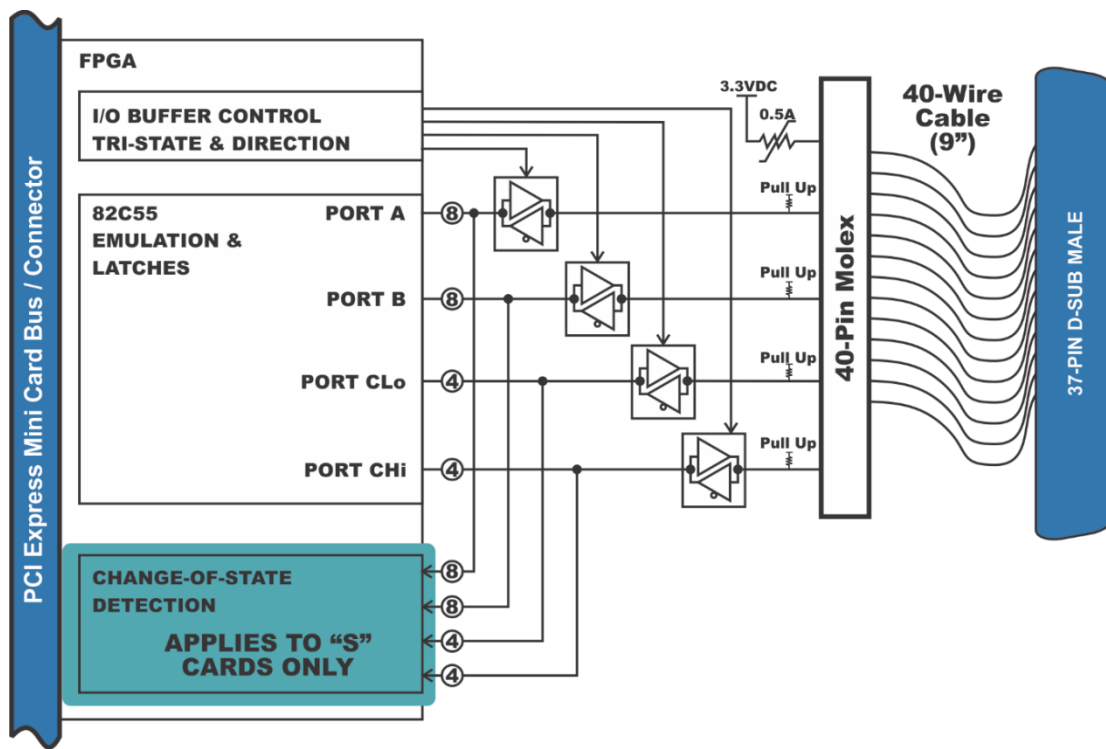 PCI Express Mini Card Bus / Connector
FPGA
I/O BUFFER CONTROL
TRI-STATE & DIRECTION
82C55
EMULATION &
LATCHES
PORT A
8
PORT B
8
PORT CLo
4
PORT CHi
4
CHANGE-OF-STATE
DETECTION
APPLIES TO “S”
CARDS ONLY
8
8
4
4
3.3VDC
0.5A
Pull Up
Pull Up
Pull Up
Pull Up
40-Pin Molex
40-Wire
Cable
(9”)
37-PIN D-SUB MALE